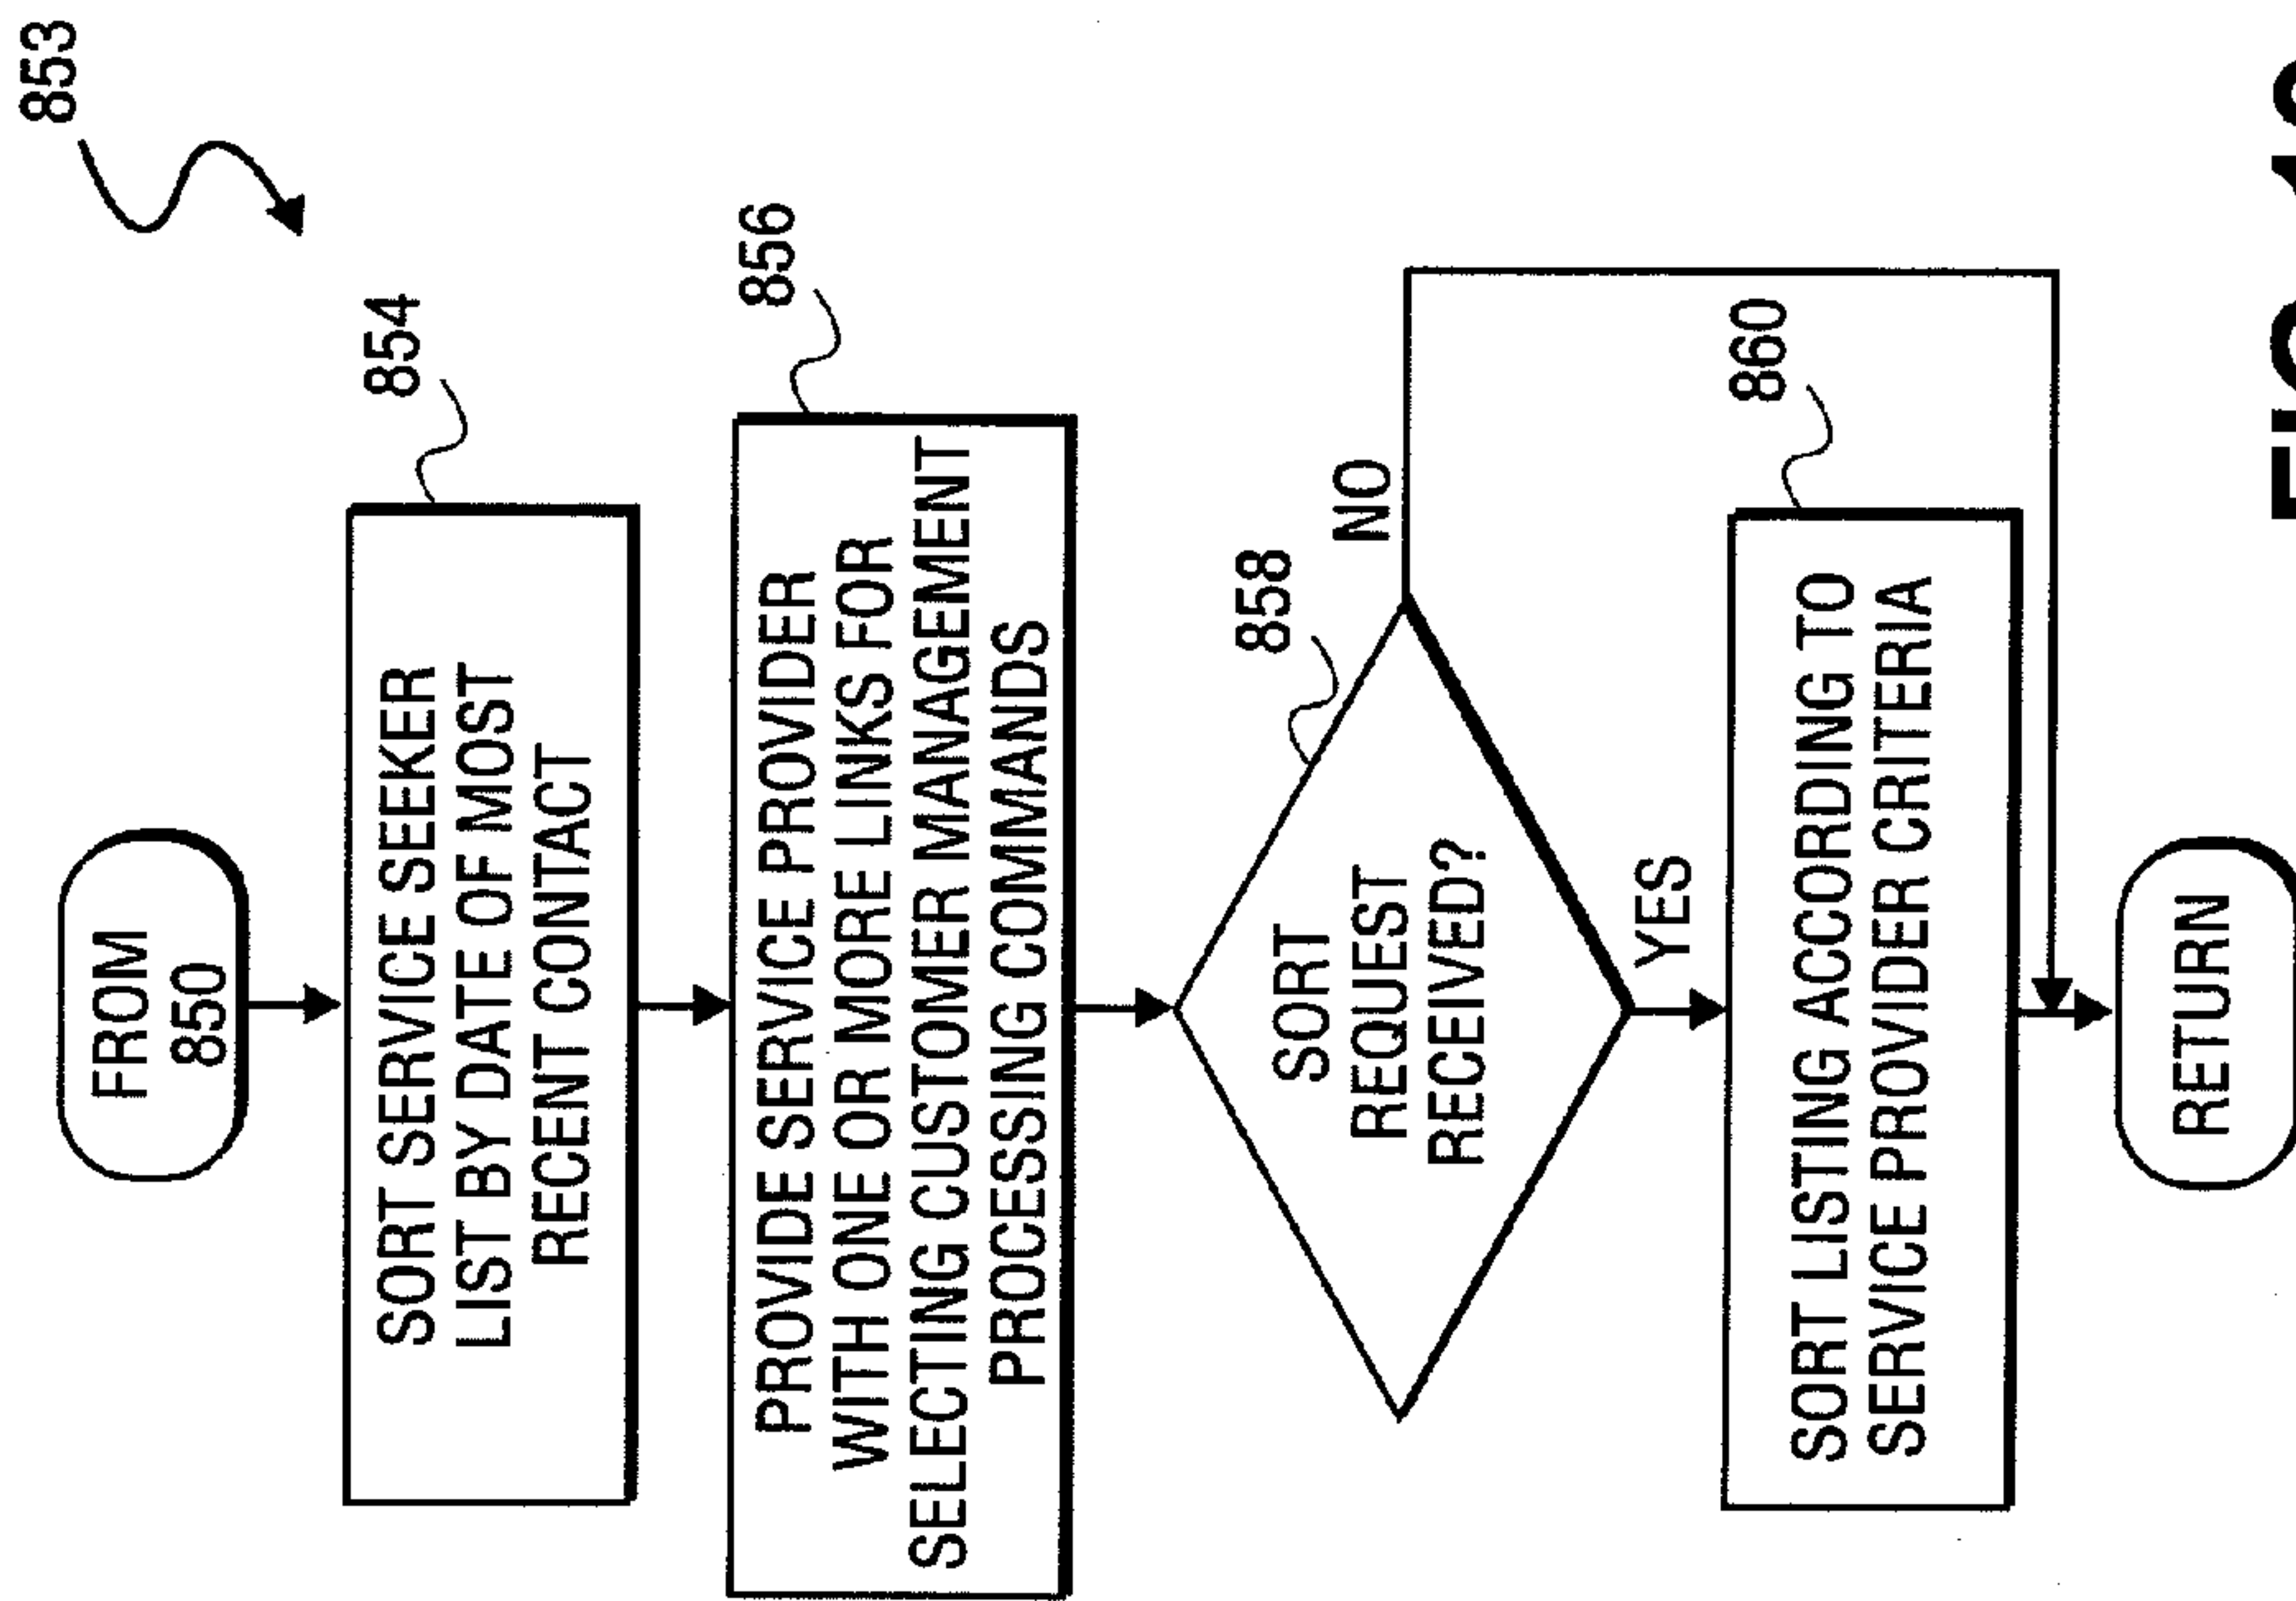 853
FROM
850
854
SORT SERVICE SEEKER
LIST BY DATE OF MOST
RECENT CONTACT
856
PROVIDE SERVICE PROVIDER
WITH ONE OR MORE LINKS FOR
SELECTING CUSTOMER MANAGEMENT
PROCESSING COMMANDS
858
SORT
REQUEST
RECEIVED?
NO
YES
860
SORT LISTING ACCORDING TO
SERVICE PROVIDER CRITERIA
RETURN